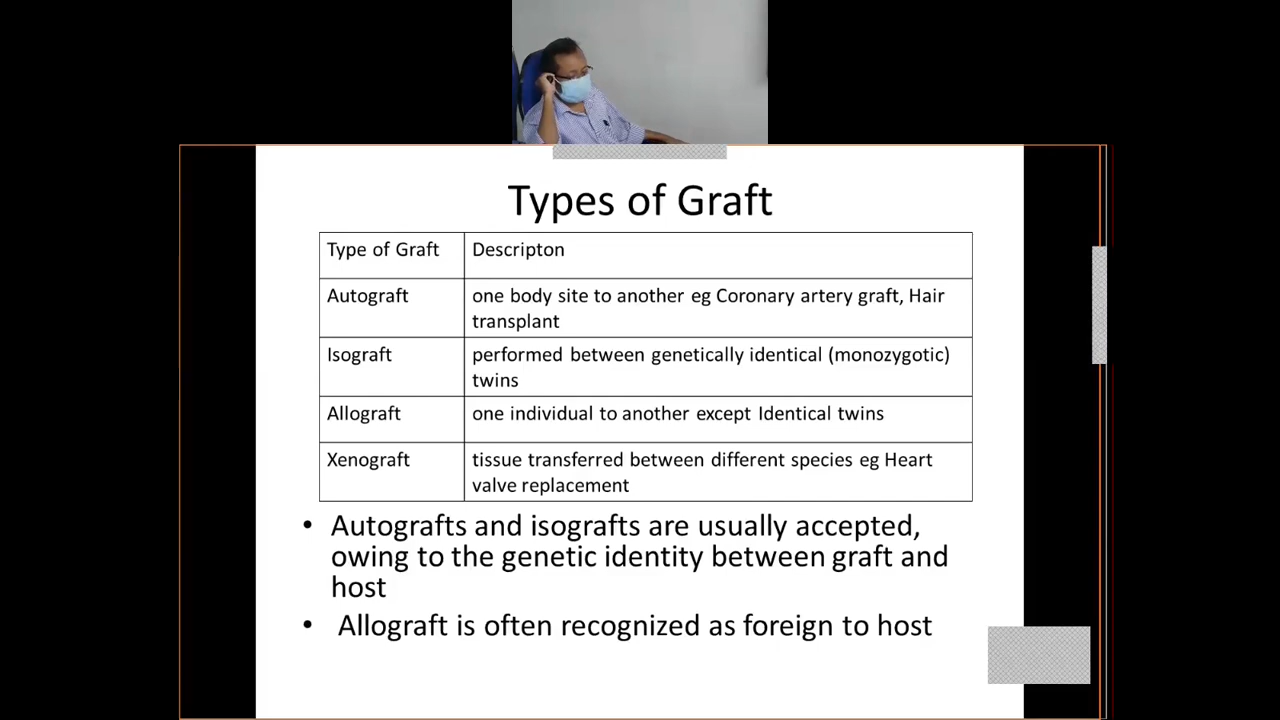 Types of Graft
Type of Graft Descripton
Autograft one body site to another eg Coronary artery graft, Hair
transplant
Isograft performed between genetically identical (monozygotic)
twins
Allograft one individual to another except Identical twins
Xenograft tissue transferred between different species eg Heart
valve replacement
• Autografts and isografts are usually accepted,
owing to the genetic identity between graft and
host
• Allograft is often recognized as foreign to host